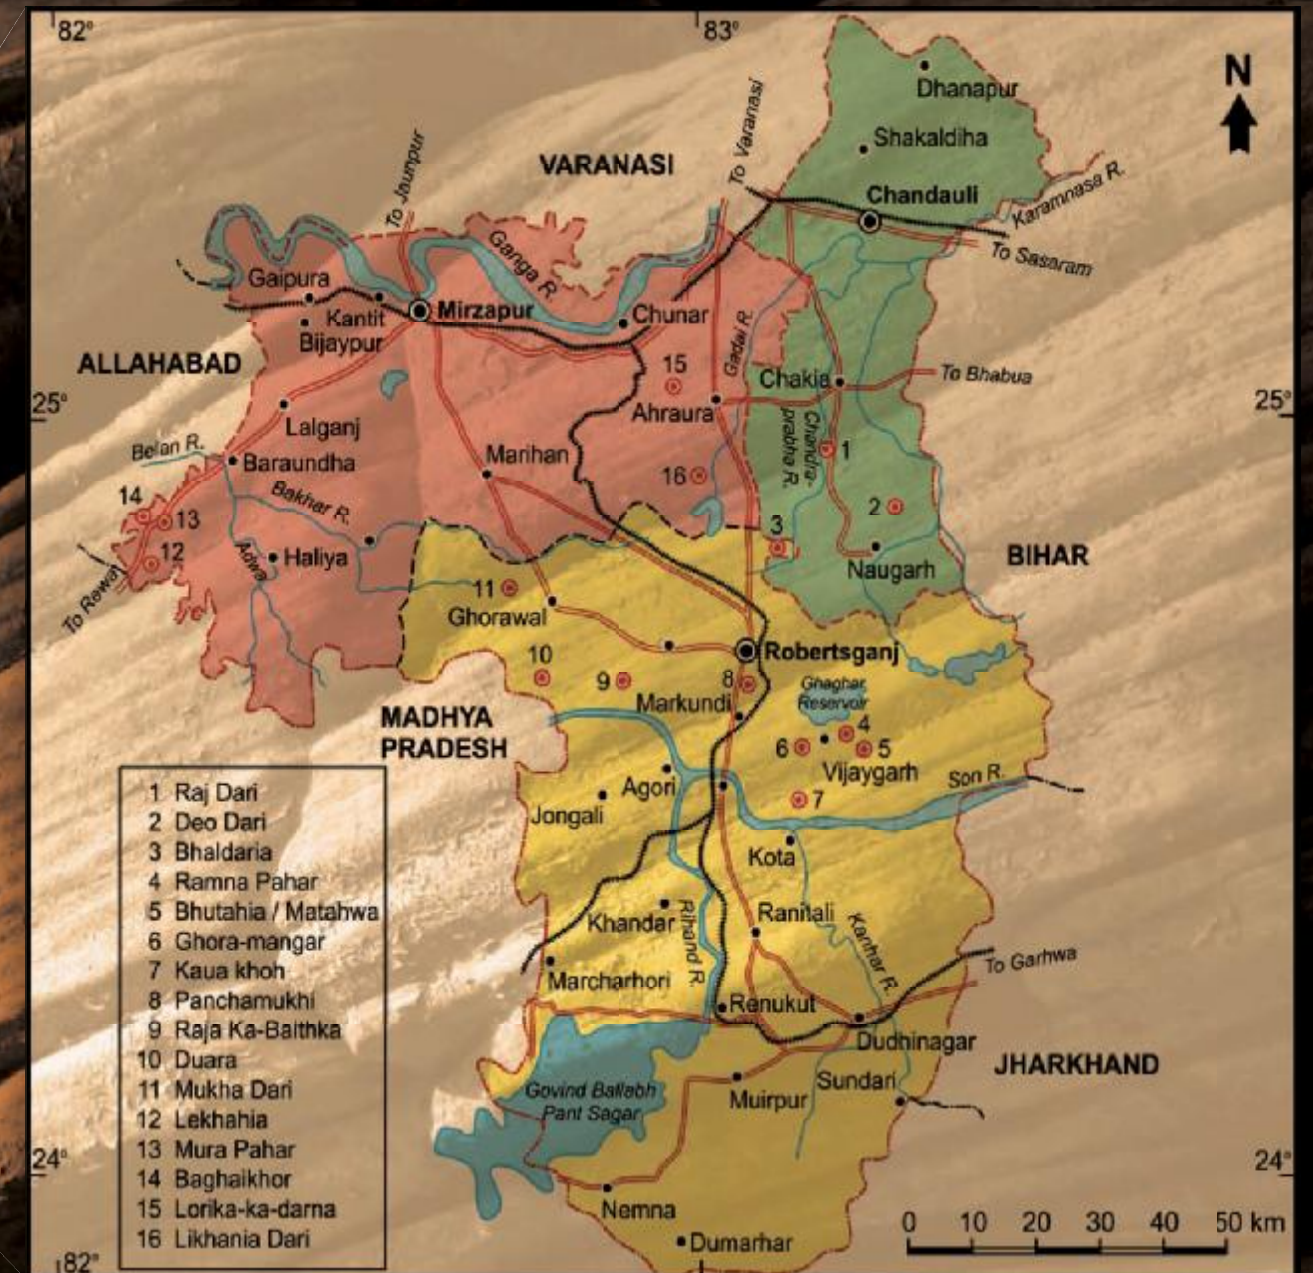 82°
83°
N
Dhanapur
Shakaldiha
To Varanasi
To Jaunpur
VARANASI
Chandauli
Karamnasa R.
To Sasaram
Ganga R.
Gaipura
Kantit
Mirzapur
Chunar
Bijaypur
ALLAHABAD
15
Gadai R.
Chakia
To Bhabua
25°
25°
Ahraura
Lalganj
Chandra-
prabha R.
Belan R.
Baraundha
Marihan
1
16
14
13
Bakhar R.
2
12
3
Adwa
Haliya
Naugarh
BIHAR
To Rewa
11
Ghorawal
Robertsganj
10
9
8
Ghaghar
Reservoir
Markundi
MADHYA
PRADESH
4
6
5
Vijaygarh
Agori
Son R.
Jongali
7
Kota
Khandar
Rihand R.
Ranitali
Kanhar R.
Marcharhori
To Garhwa
Renukut
Dudhinagar
JHARKHAND
Govind Ballabh
Pant Sagar
Muirpur
Sundari
24°
24°
Nemna
Dumarhar
0 10 20 30 40 50 km
82°
1 Raj Dari
2 Deo Dari
3 Bhaldaria
4 Ramna Pahar
5 Bhutahia / Matahwa
6 Ghora-mangar
7 Kaua khoh
8 Panchamukhi
9 Raja Ka-Baithka
10 Duara
11 Mukha Dari
12 Lekhahia
13 Mura Pahar
14 Baghaikhor
15 Lorika-ka-darna
16 Likhania Dari